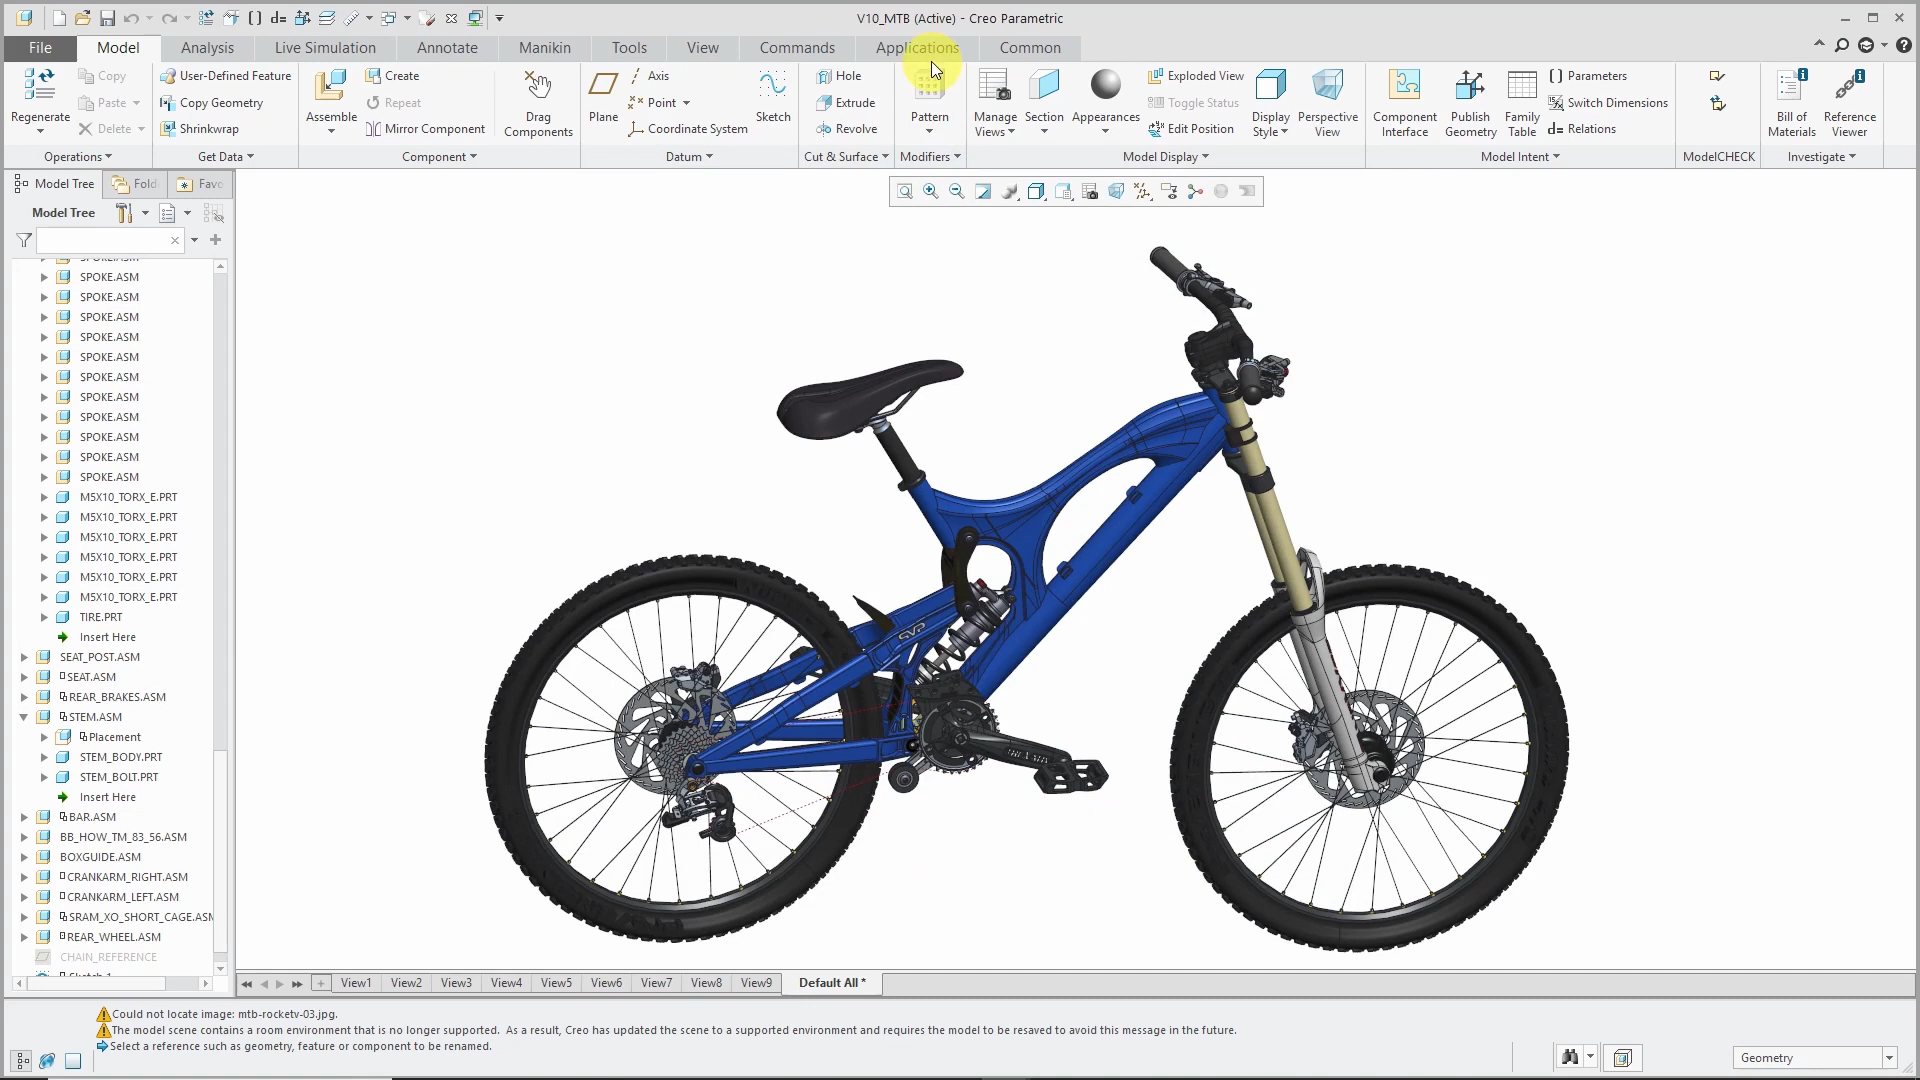 V10_MTB (Active) - Creo Parametric
File
Model
Analysis
Live Simulation
Annotate
Manikin
Tools
View
Commands
Applications
Common
Regenerate
Copy
Paste
Delete
Operations
User-Defined Feature
Copy Geometry
Shrinkwrap
Get Data
Assemble
Create
Repeat
Mirror Component
Drag
Components
Component
Plane
Axis
Point
Coordinate System
Sketch
Datum
Hole
Extrude
Revolve
Cut & Surface
Pattern
Modifiers
Manage
Views
Section
Appearances
Exploded View
Toggle Status
Edit Position
Display
Style
Perspective
View
Model Display
Component
Interface
Publish
Geometry
Family
Table
Parameters
Switch Dimensions
d= Relations
Model Intent
ModelCHECK
Bill of
Materials
Reference
Viewer
Investigate
Model Tree
Fold
Favo
Model Tree
SPOKE.ASM
SPOKE.ASM
SPOKE.ASM
SPOKE.ASM
SPOKE.ASM
SPOKE.ASM
SPOKE.ASM
SPOKE.ASM
SPOKE.ASM
SPOKE.ASM
SPOKE.ASM
SPOKE.ASM
M5X10_TORX_E.PRT
M5X10_TORX_E.PRT
M5X10_TORX_E.PRT
M5X10_TORX_E.PRT
M5X10_TORX_E.PRT
M5X10_TORX_E.PRT
TIRE.PRT
Insert Here
SEAT_POST.ASM
SEAT.ASM
REAR_BRAKES.ASM
STEM.ASM
Placement
STEM_BODY.PRT
STEM_BOLT.PRT
Insert Here
BAR.ASM
BB_HOW_TM_83_56.ASM
BOXGUIDE.ASM
CRANKARM_RIGHT.ASM
CRANKARM_LEFT.ASM
SRAM_XO_SHORT_CAGE.ASM
REAR_WHEEL.ASM
CHAIN_REFERENCE
Sketch 1
View1
View2
View3
View4
View5
View6
View7
View8
View9
Default All *
Could not locate image: mtb-rocketv-03.jpg.
The model scene contains a room environment that is no longer supported. As a result, Creo has updated the scene to a supported environment and requires the model to be resaved to avoid this message in the future.
Select a reference such as geometry, feature or component to be renamed.
Geometry